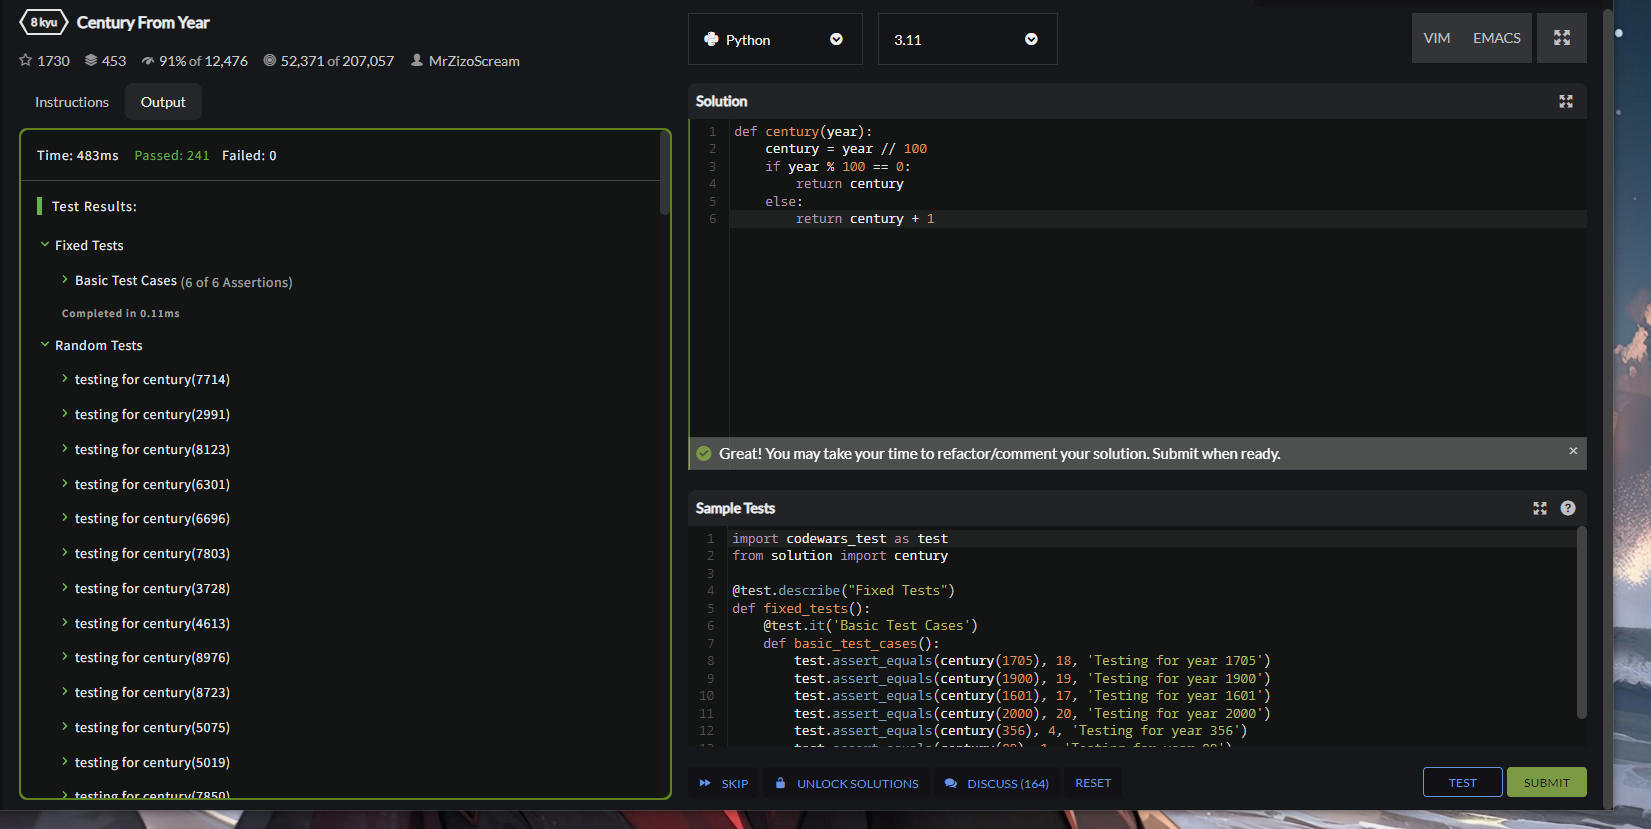 8 kyu Century From Year
1730 453 91% of 12,476 52,371 of 207,057 MrZizoScream
Instructions Output
Time: 483ms Passed: 241 Failed: 0
Test Results:
Fixed Tests
Basic Test Cases (6 of 6 Assertions)
Completed in 0.11ms
Random Tests
testing for century(7714)
testing for century(2991)
testing for century(8123)
testing for century(6301)
testing for century(6696)
testing for century(7803)
testing for century(3728)
testing for century(4613)
testing for century(8976)
testing for century(8723)
testing for century(5075)
testing for century(5019)
testing for century(7850)
Python 3.11 VIM EMACS
Solution
1 def century(year):
2     century = year // 100
3     if year % 100 == 0:
4         return century
5     else:
6         return century + 1
Great! You may take your time to refactor/comment your solution. Submit when ready. ×
Sample Tests ?
1 import codewars_test as test
2 from solution import century
3
4 @test.describe("Fixed Tests")
5 def fixed_tests():
6     @test.it('Basic Test Cases')
7     def basic_test_cases():
8         test.assert_equals(century(1705), 18, 'Testing for year 1705')
9         test.assert_equals(century(1900), 19, 'Testing for year 1900')
10         test.assert_equals(century(1601), 17, 'Testing for year 1601')
11         test.assert_equals(century(2000), 20, 'Testing for year 2000')
12         test.assert_equals(century(356), 4, 'Testing for year 356')
SKIP UNLOCK SOLUTIONS DISCUSS (164) RESET TEST SUBMIT